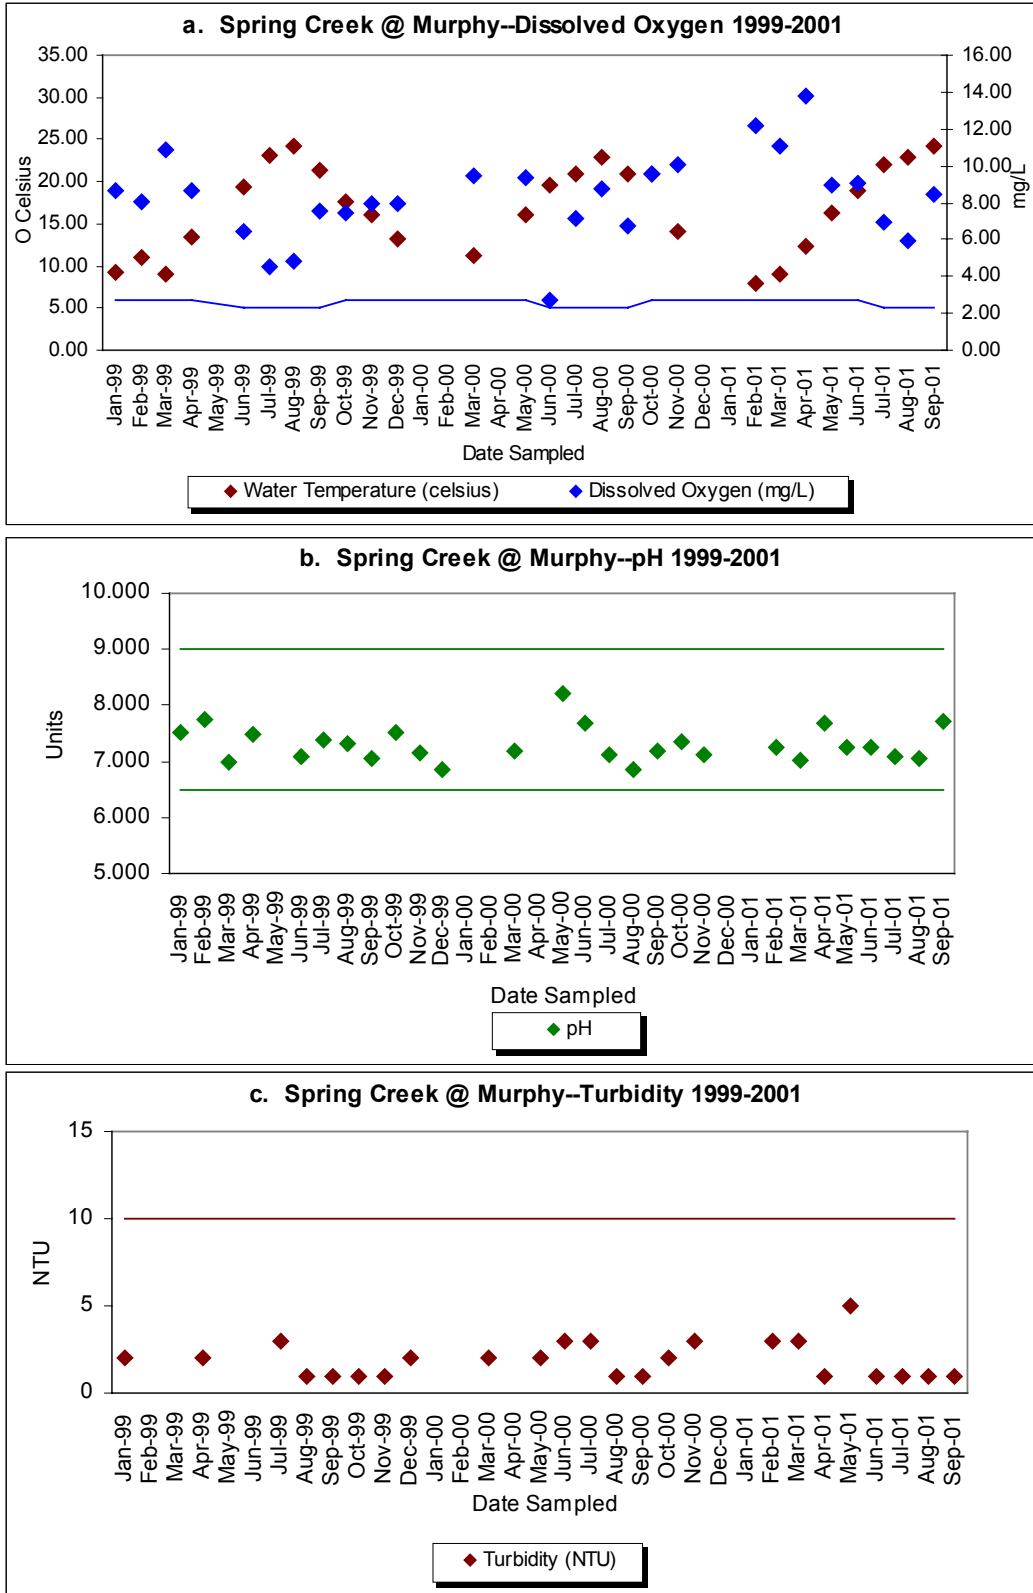 a. Spring Creek @ Murphy--Dissolved Oxygen 1999-2001
35.00
30.00
25.00
20.00
15.00
10.00
5.00
0.00
O Celsius
16.00
14.00
12.00
10.00
8.00
6.00
4.00
2.00
0.00
mg/L
Jan-99
Feb-99
Mar-99
Apr-99
May-99
Jun-99
Jul-99
Aug-99
Sep-99
Oct-99
Nov-99
Dec-99
Jan-00
Feb-00
Mar-00
Apr-00
May-00
Jun-00
Jul-00
Aug-00
Sep-00
Oct-00
Nov-00
Dec-00
Jan-01
Feb-01
Mar-01
Apr-01
May-01
Jun-01
Jul-01
Aug-01
Sep-01
Date Sampled
Water Temperature (celsius) Dissolved Oxygen (mg/L)
b. Spring Creek @ Murphy--pH 1999-2001
10.000
9.000
8.000
7.000
6.000
5.000
Units
Jan-99
Feb-99
Mar-99
Apr-99
May-99
Jun-99
Jul-99
Aug-99
Sep-99
Oct-99
Nov-99
Dec-99
Jan-00
Feb-00
Mar-00
Apr-00
May-00
Jun-00
Jul-00
Aug-00
Sep-00
Oct-00
Nov-00
Dec-00
Jan-01
Feb-01
Mar-01
Apr-01
May-01
Jun-01
Jul-01
Aug-01
Sep-01
Date Sampled
pH
c. Spring Creek @ Murphy--Turbidity 1999-2001
15
10
5
0
NTU
Jan-99
Feb-99
Mar-99
Apr-99
May-99
Jun-99
Jul-99
Aug-99
Sep-99
Oct-99
Nov-99
Dec-99
Jan-00
Feb-00
Mar-00
Apr-00
May-00
Jun-00
Jul-00
Aug-00
Sep-00
Oct-00
Nov-00
Dec-00
Jan-01
Feb-01
Mar-01
Apr-01
May-01
Jun-01
Jul-01
Aug-01
Sep-01
Date Sampled
Turbidity (NTU)